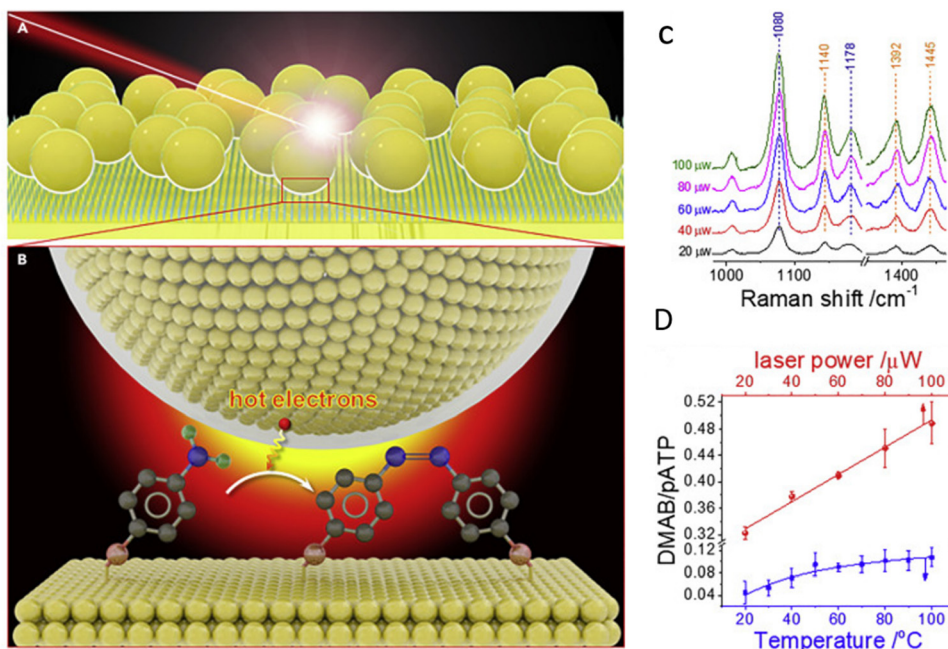 A
B
hot electrons
C
1080
1140
1178
1392
1445
100 μW
80 μW
60 μW
40 μW
20 μW
1000
1100
1400
Raman shift /cm⁻¹
D
laser power /μW
20 40 60 80 100
DMAB/pATP
0.52
0.48
0.44
0.40
0.36
0.32
0.12
0.08
0.04
20 40 60 80 100
Temperature /ºC